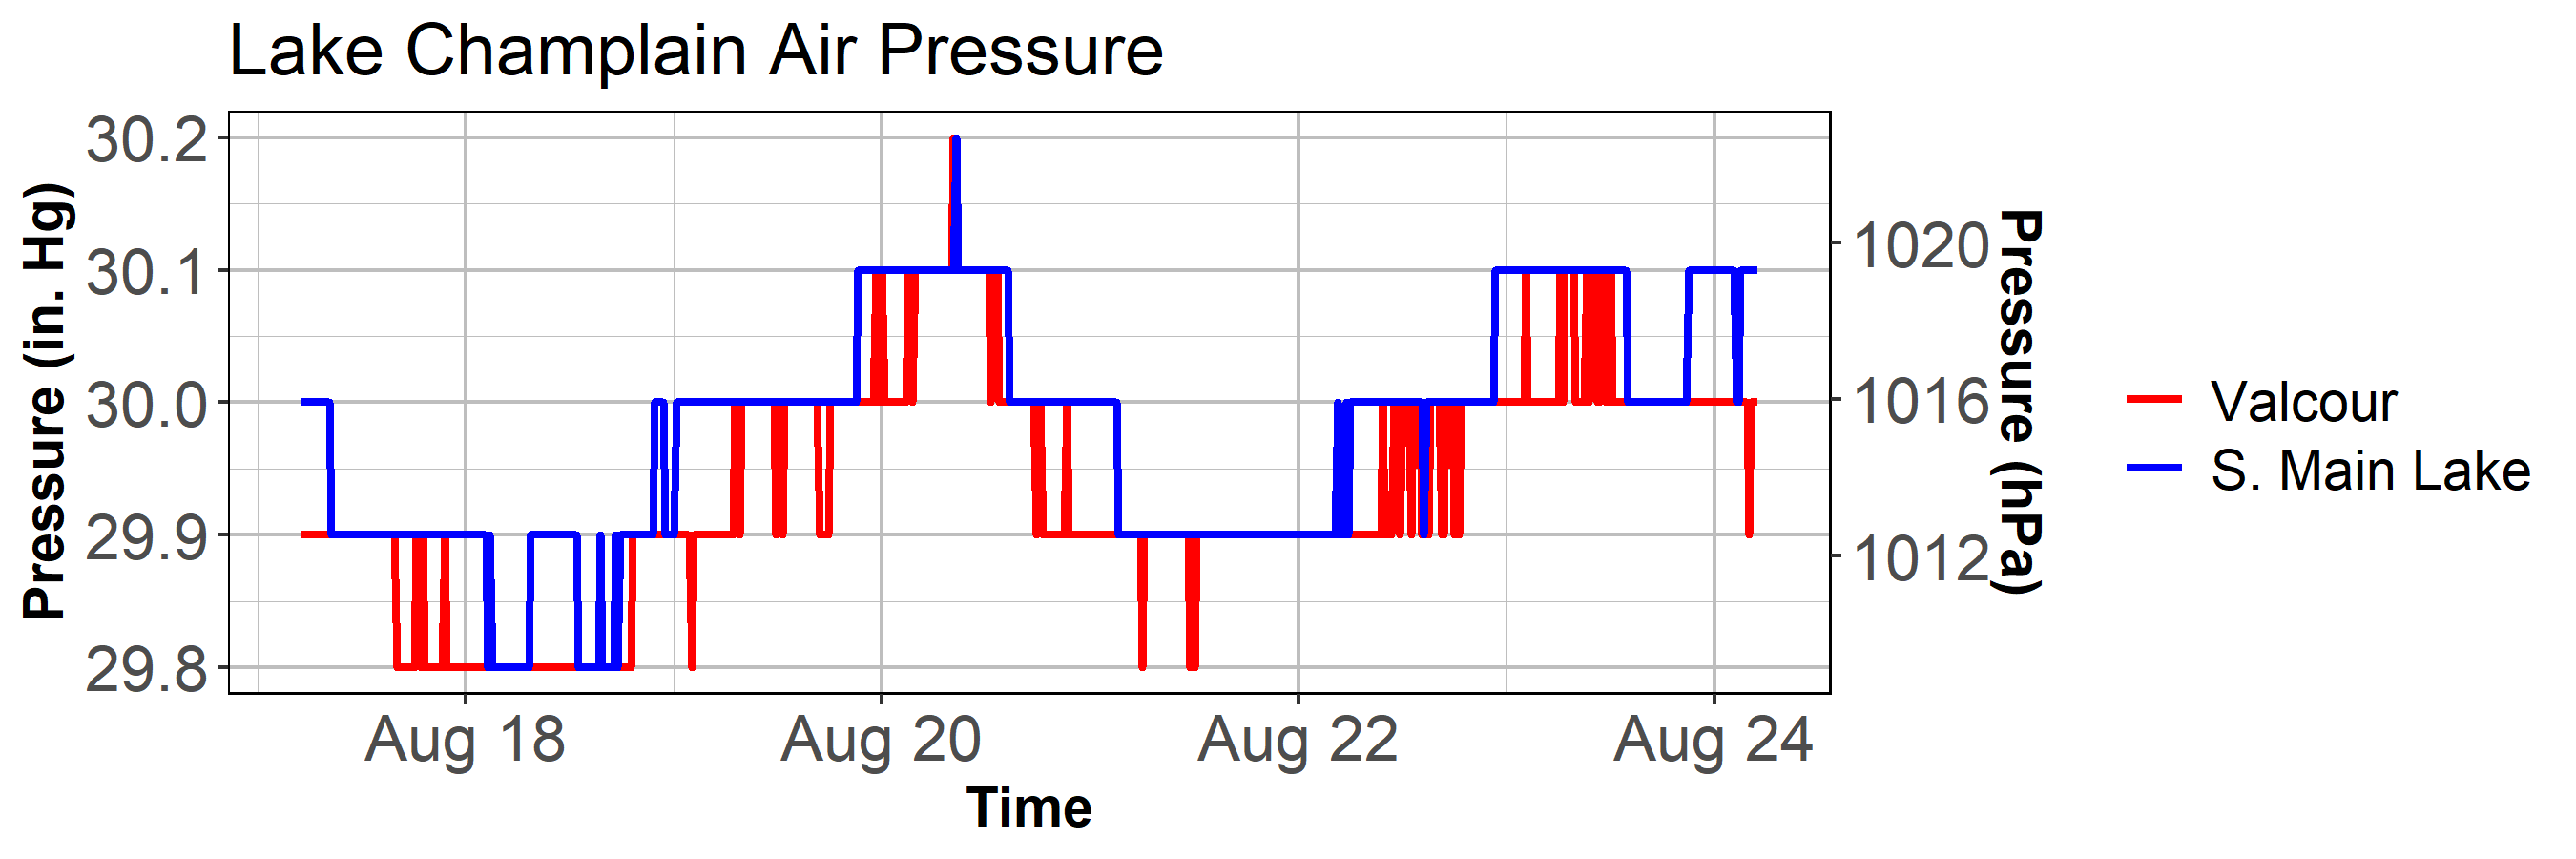 Lake Champlain Air Pressure
Pressure (in. Hg)
30.2
30.1
30.0
29.9
29.8
Aug 18
Aug 20
Aug 22
Aug 24
Time
1020
1016
1012
Pressure (hPa)
Valcour
S. Main Lake